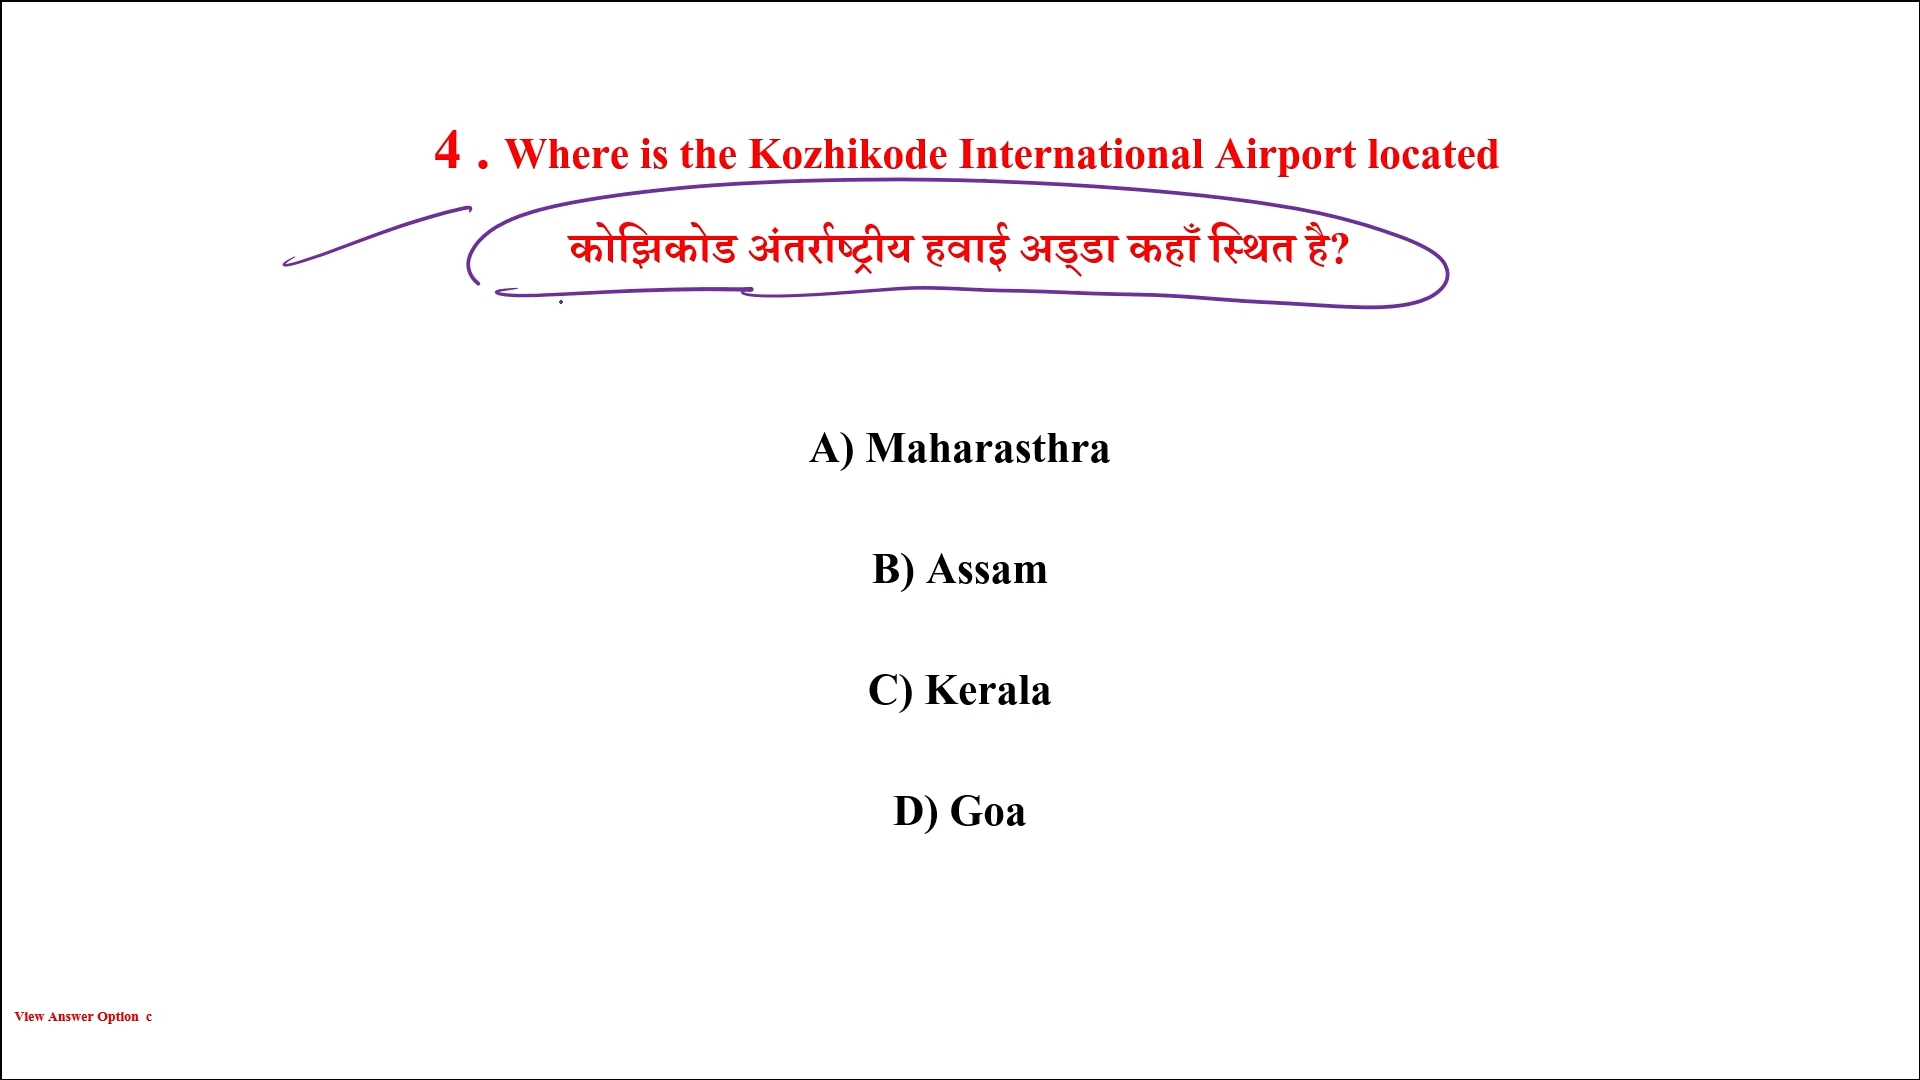 4 . Where is the Kozhikode International Airport located
कोझिकोड अंतर्राष्ट्रीय हवाई अड्डा कहाँ स्थित है?
A) Maharasthra
B) Assam
C) Kerala
D) Goa
View Answer Option c